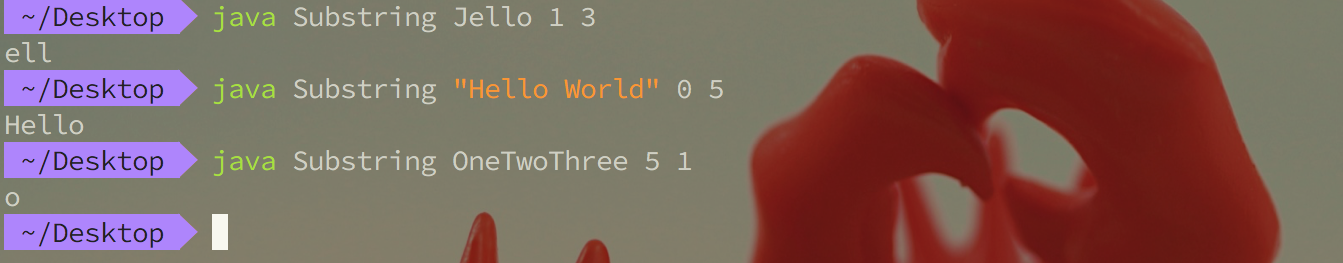 ~/Desktop java Substring Jello 1 3
ell
~/Desktop java Substring "Hello World" 0 5
Hello
~/Desktop java Substring OneTwoThree 5 1
o
~/Desktop